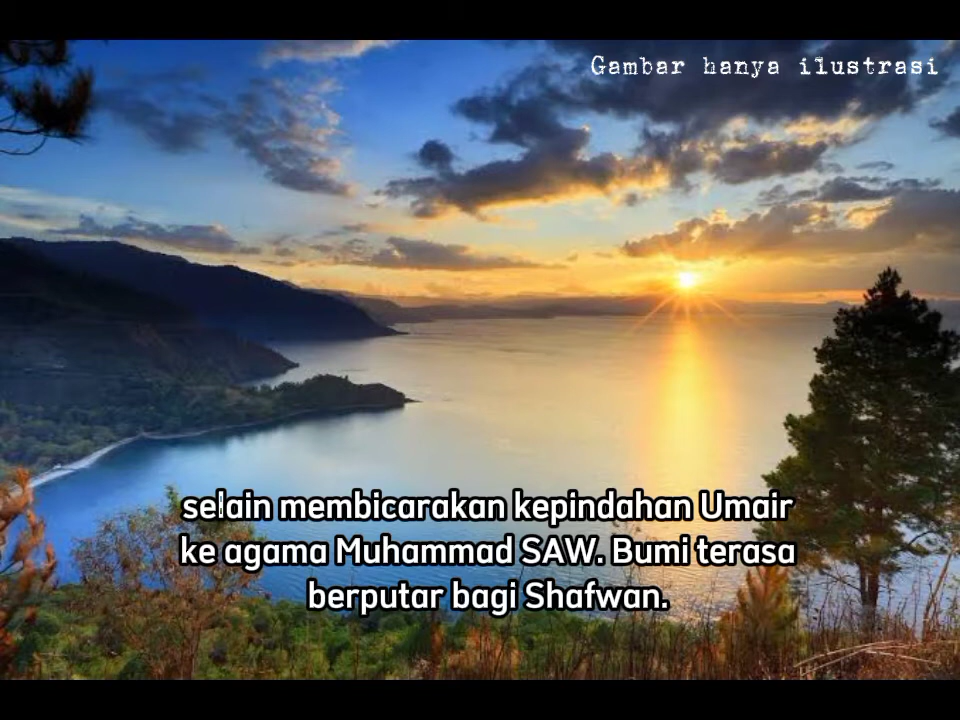 Gambar hanya ilustrasi
selain membicarakan kepindahan Umair
ke agama Muhammad SAW. Bumi terasa
berputar bagi Shafwan.